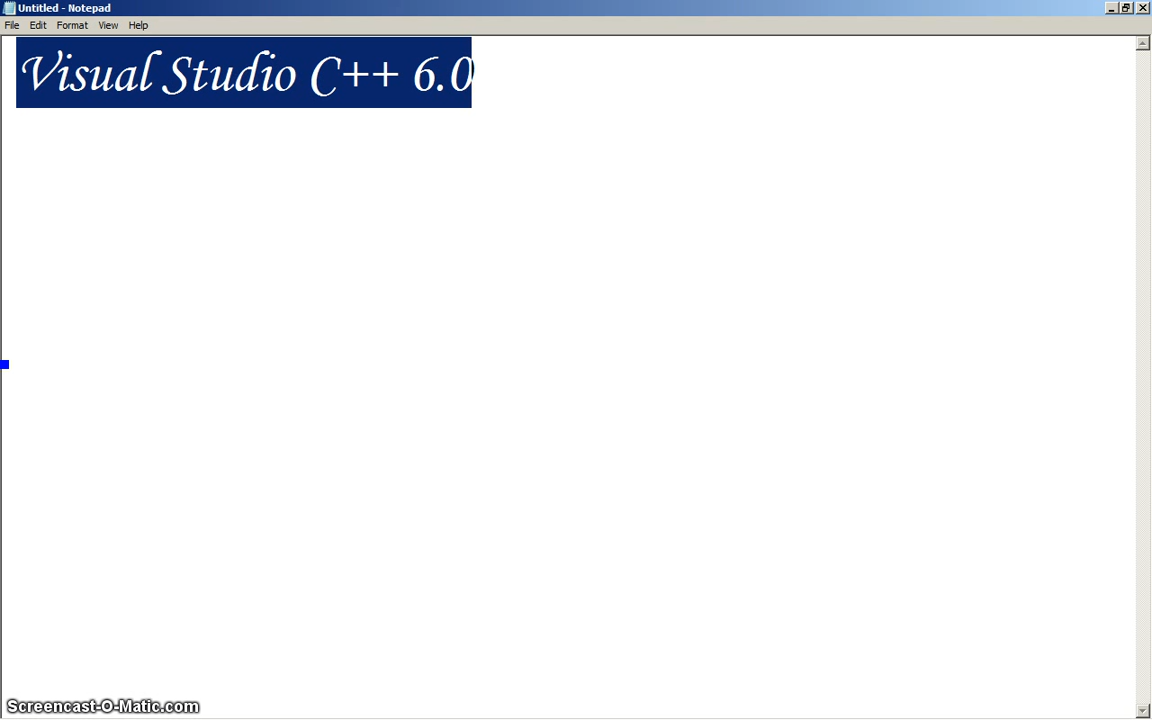 Untitled - Notepad
File Edit Format View Help
Visual Studio C++ 6.0
Screencast-O-Matic.com